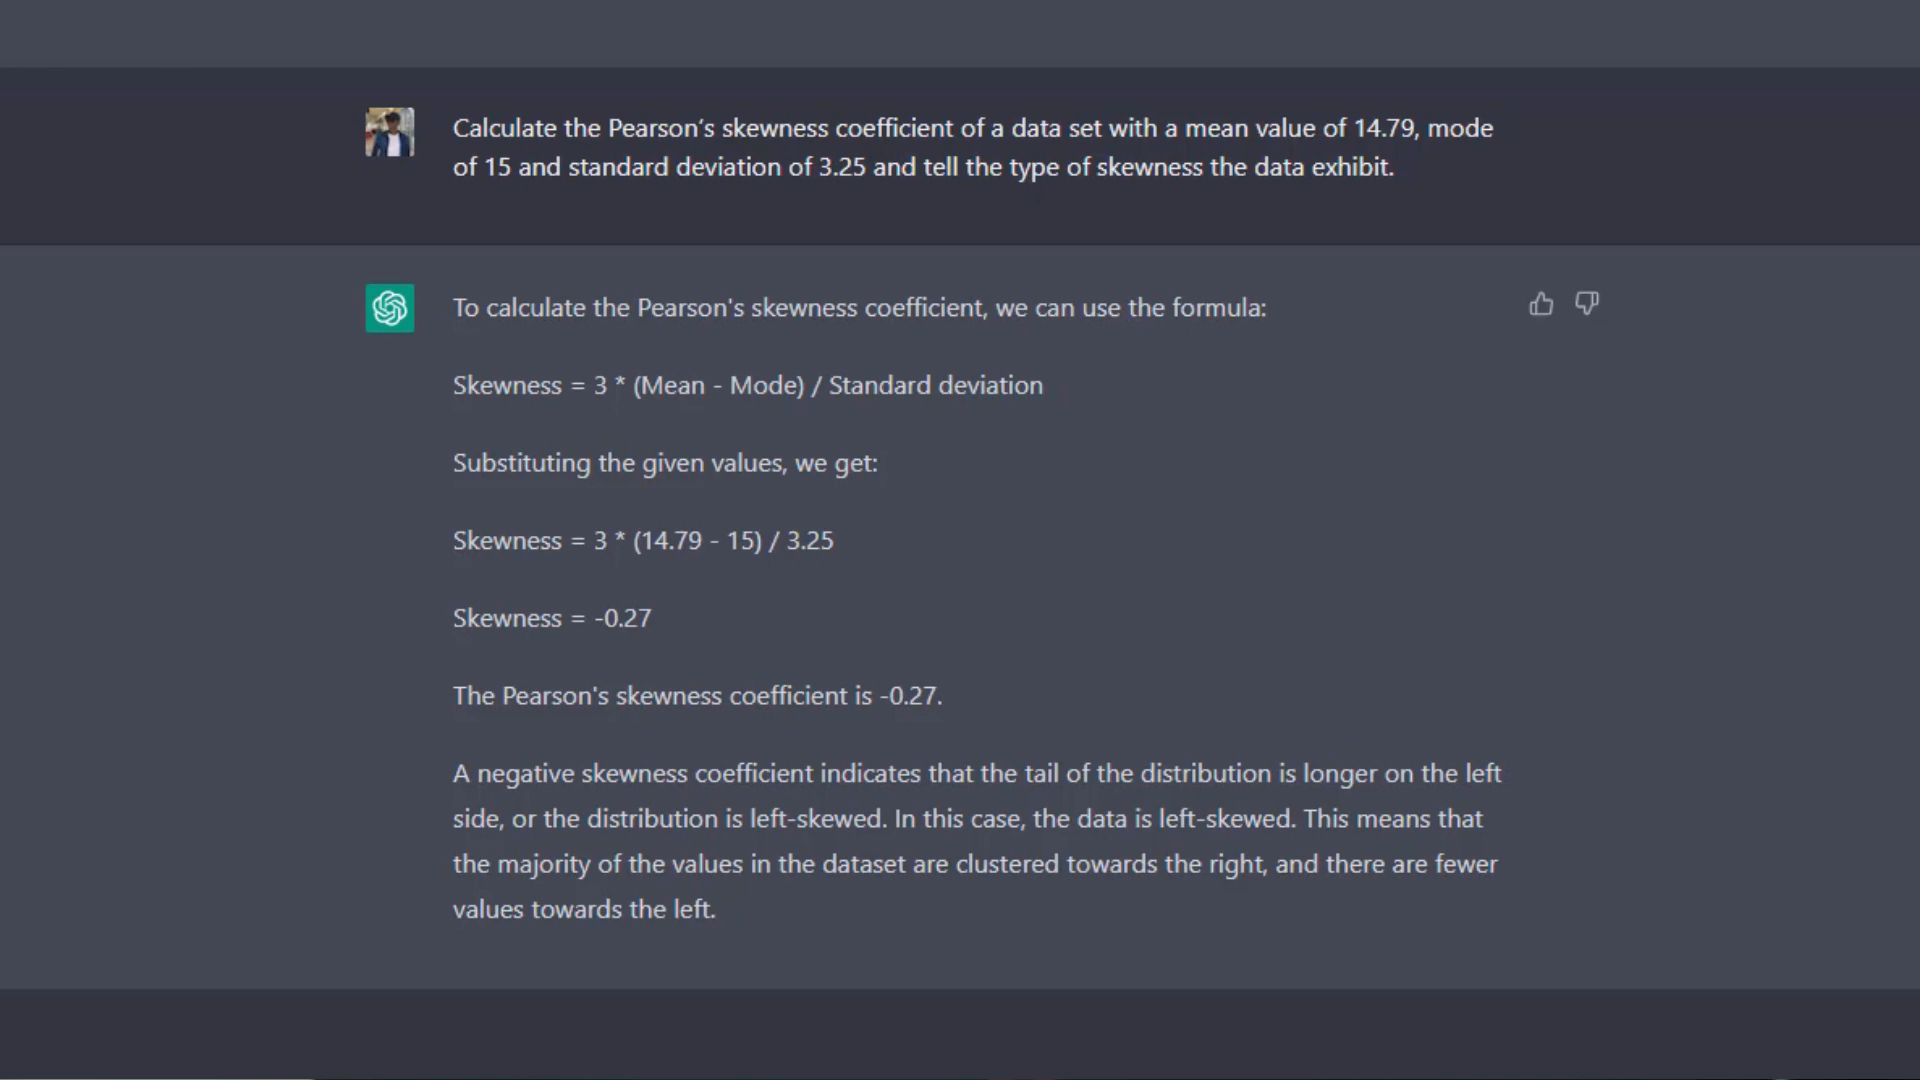 Calculate the Pearson’s skewness coefficient of a data set with a mean value of 14.79, mode
of 15 and standard deviation of 3.25 and tell the type of skewness the data exhibit.
To calculate the Pearson's skewness coefficient, we can use the formula:
Skewness = 3 * (Mean - Mode) / Standard deviation
Substituting the given values, we get:
Skewness = 3 * (14.79 - 15) / 3.25
Skewness = -0.27
The Pearson's skewness coefficient is -0.27.
A negative skewness coefficient indicates that the tail of the distribution is longer on the left
side, or the distribution is left-skewed. In this case, the data is left-skewed. This means that
the majority of the values in the dataset are clustered towards the right, and there are fewer
values towards the left.